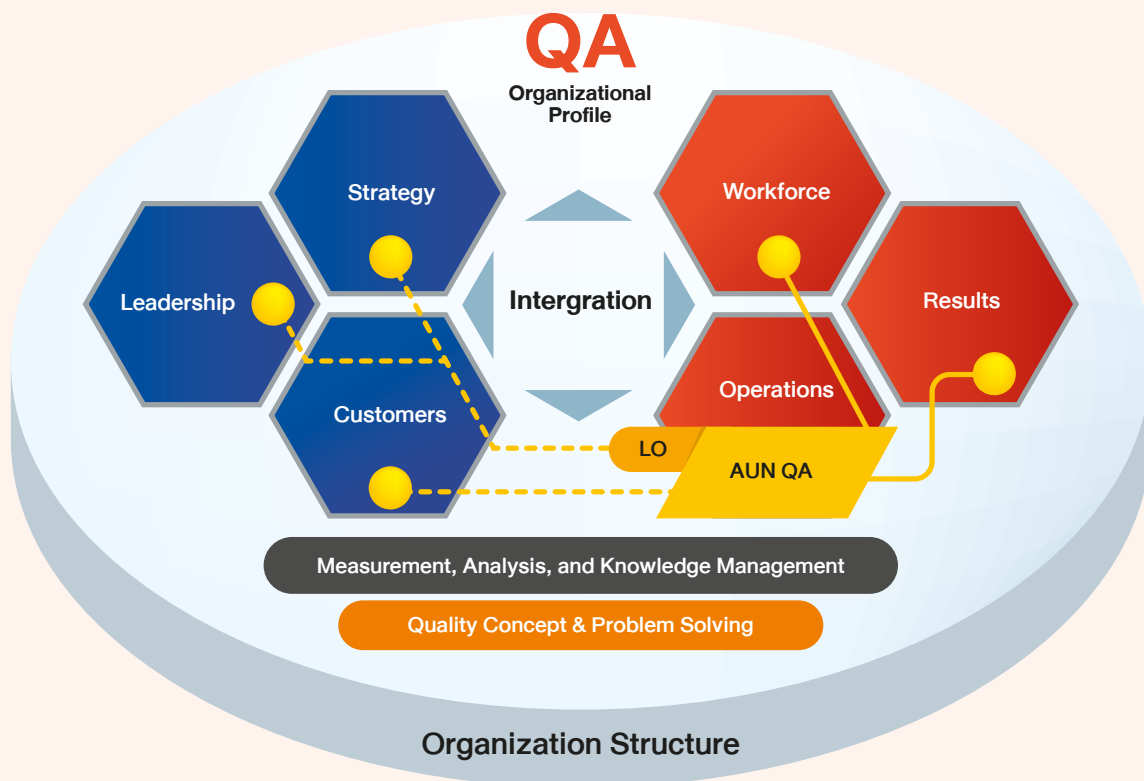 QA
Organizational
Profile
Strategy
Workforce
Leadership
Intergration
Results
Customers
Operations
LO
AUN QA
Measurement, Analysis, and Knowledge Management
Quality Concept & Problem Solving
Organization Structure